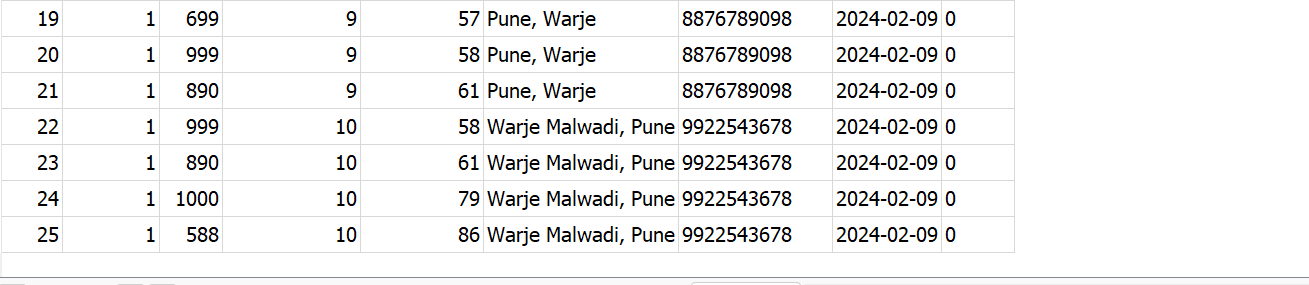 19 1 699 9 57 Pune, Warje 8876789098 2024-02-09 0
20 1 999 9 58 Pune, Warje 8876789098 2024-02-09 0
21 1 890 9 61 Pune, Warje 8876789098 2024-02-09 0
22 1 999 10 58 Warje Malwadi, Pune 9922543678 2024-02-09 0
23 1 890 10 61 Warje Malwadi, Pune 9922543678 2024-02-09 0
24 1 1000 10 79 Warje Malwadi, Pune 9922543678 2024-02-09 0
25 1 588 10 86 Warje Malwadi, Pune 9922543678 2024-02-09 0